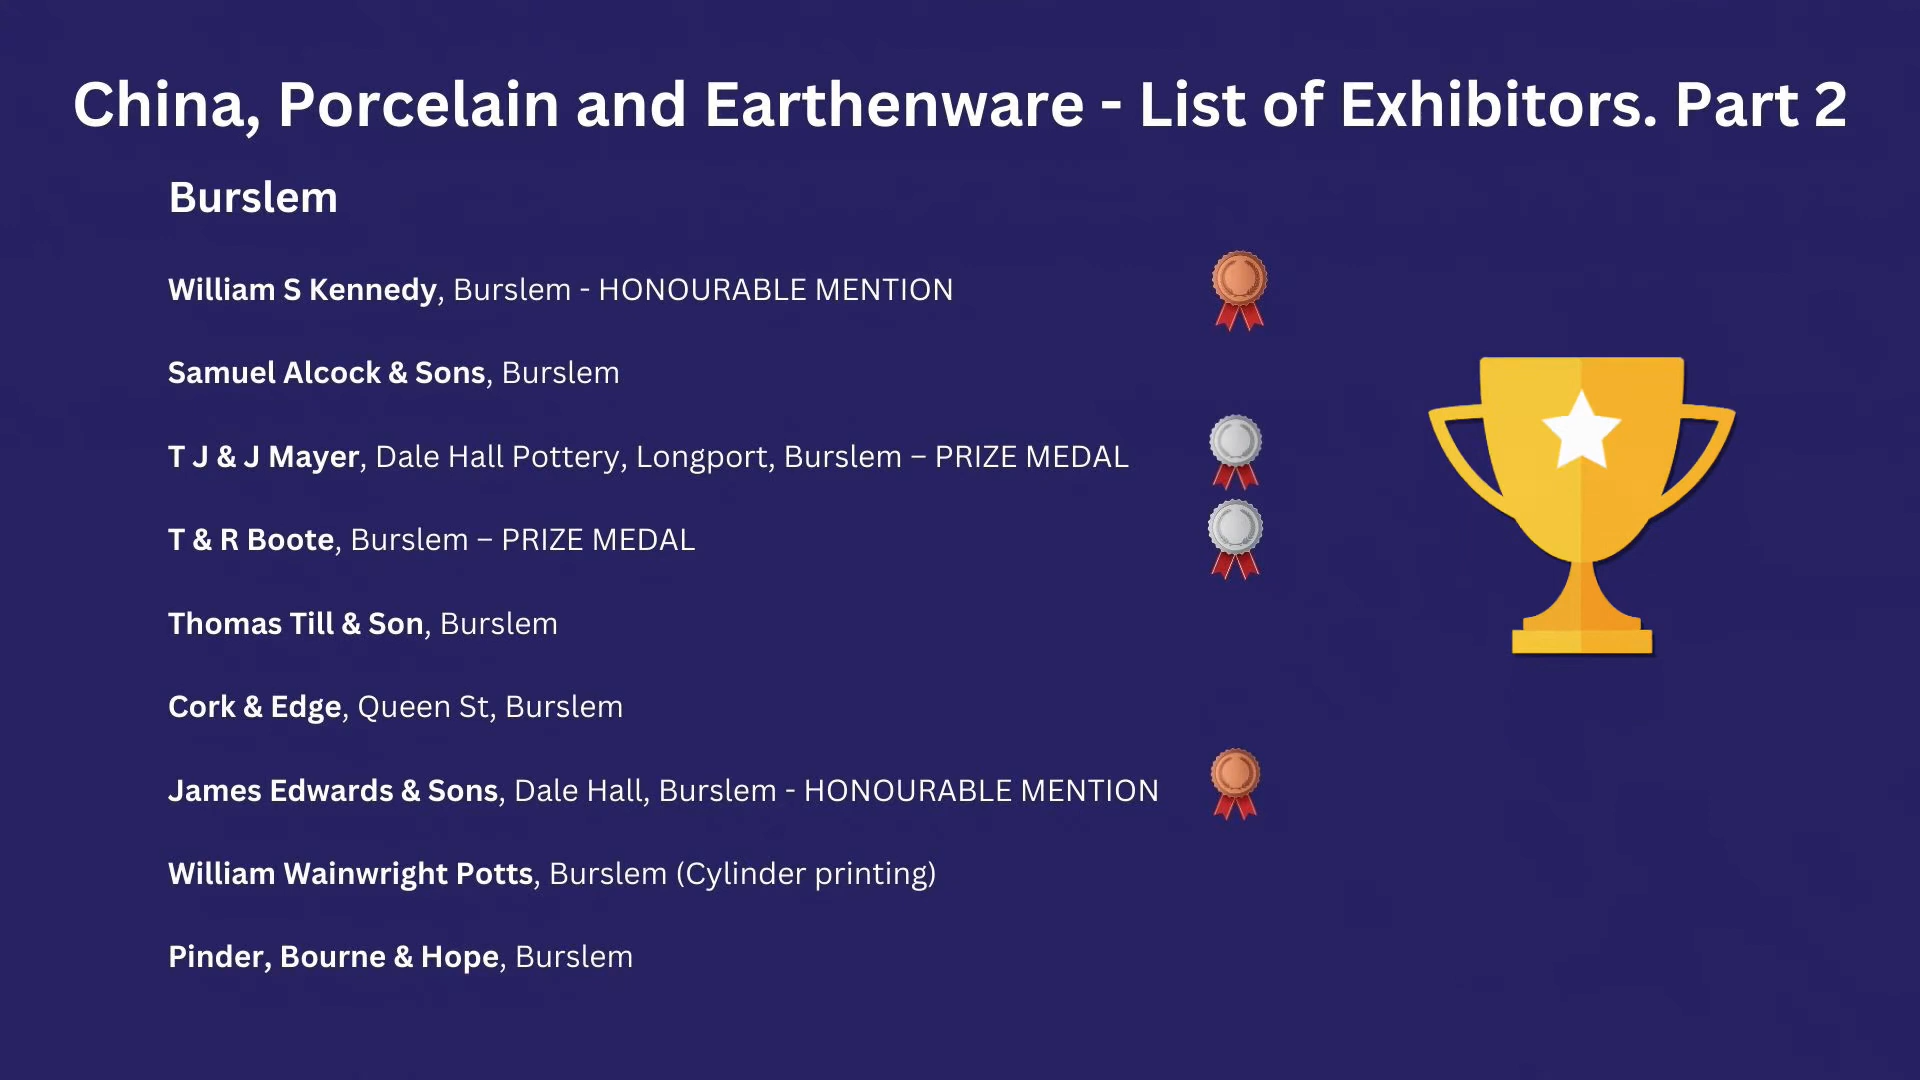 China, Porcelain and Earthenware - List of Exhibitors. Part 2
Burslem
William S Kennedy, Burslem - HONOURABLE MENTION
Samuel Alcock & Sons, Burslem
T J & J Mayer, Dale Hall Pottery, Longport, Burslem – PRIZE MEDAL
T & R Boote, Burslem – PRIZE MEDAL
Thomas Till & Son, Burslem
Cork & Edge, Queen St, Burslem
James Edwards & Sons, Dale Hall, Burslem - HONOURABLE MENTION
William Wainwright Potts, Burslem (Cylinder printing)
Pinder, Bourne & Hope, Burslem